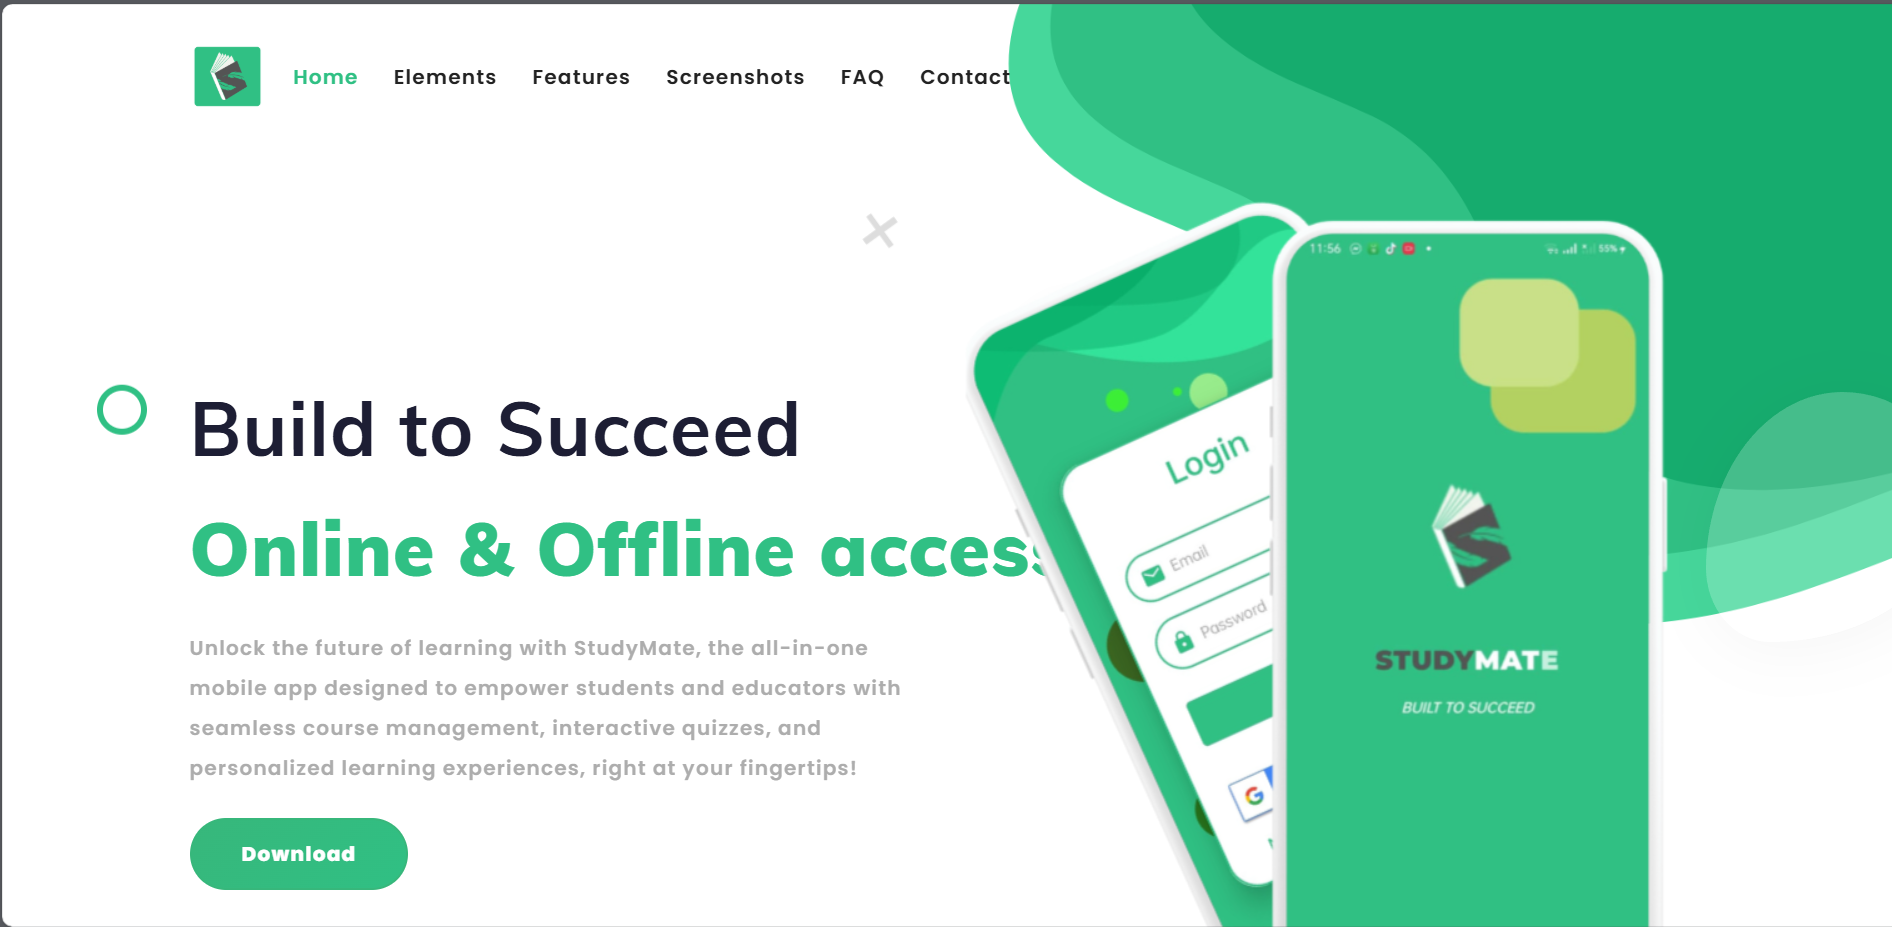 Home Elements Features Screenshots FAQ Contact
11:56
55%
Build to Succeed
Login
Online & Offline access
Email
Password
Unlock the future of learning with StudyMate, the all-in-one
mobile app designed to empower students and educators with
seamless course management, interactive quizzes, and
personalized learning experiences, right at your fingertips!
STUDYMATE
BUILT TO SUCCEED
G
Download